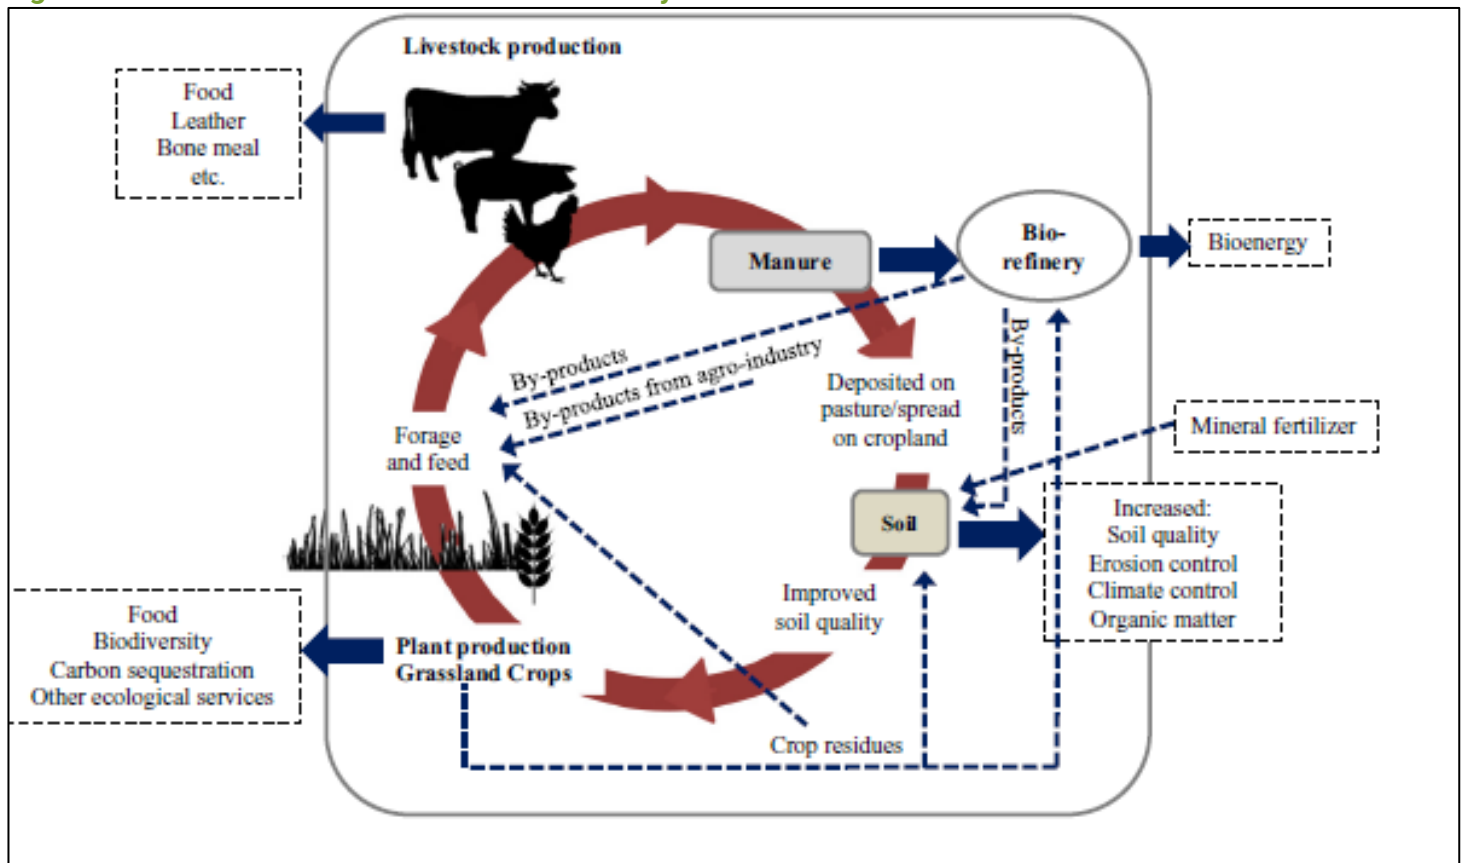 Livestock production
Food
Leather
Bone meal
etc.
Manure
Bio-
refinery
Bioenergy
By-products
By-products from agro-industry
By-products
Deposited on
pasture/spread
on cropland
Mineral fertilizer
Forage
and feed
Soil
Increased:
Soil quality
Erosion control
Climate control
Organic matter
Improved
soil quality
Food
Biodiversity
Carbon sequestration
Other ecological services
Plant production
Grassland Crops
Crop residues